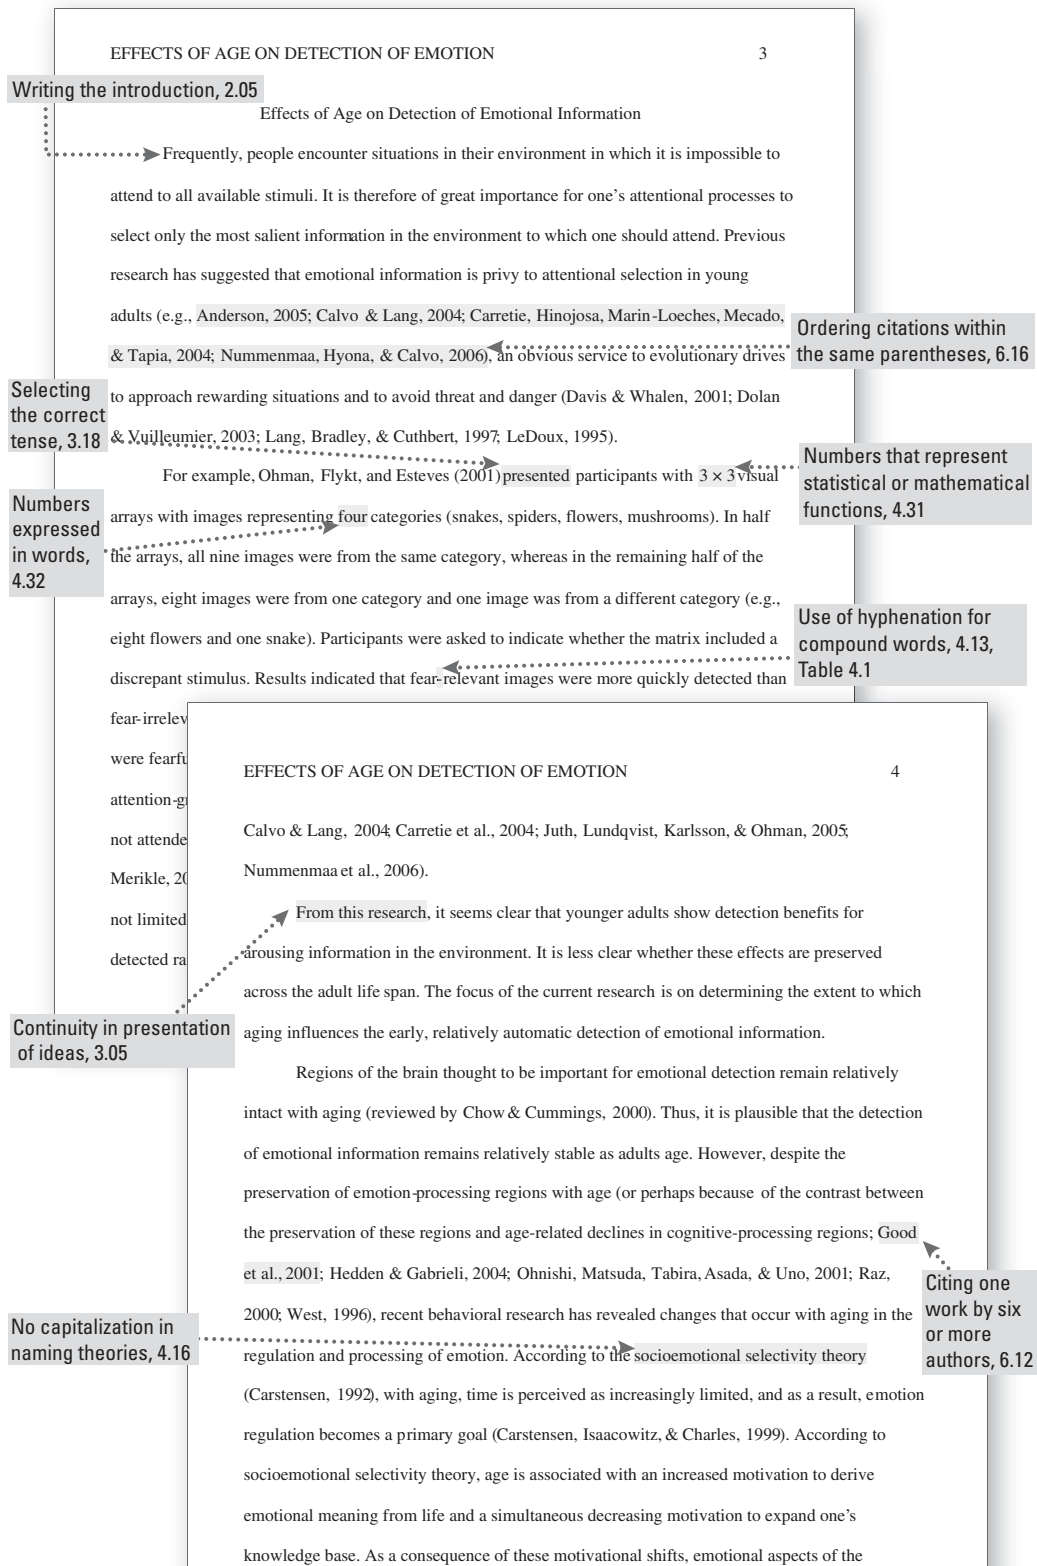 EFFECTS OF AGE ON DETECTION OF EMOTION 3
Writing the introduction, 2.05
Effects of Age on Detection of Emotional Information
Frequently, people encounter situations in their environment in which it is impossible to
attend to all available stimuli. It is therefore of great importance for one's attentional processes to
select only the most salient information in the environment to which one should attend. Previous
research has suggested that emotional information is privy to attentional selection in young
adults (e.g., Anderson, 2005; Calvo & Lang, 2004; Carretie, Hinojosa, Marin-Loeches, Mecado,
& Tapia, 2004; Nummenmaa, Hyona, & Calvo, 2006), an obvious service to evolutionary drives
to approach rewarding situations and to avoid threat and danger (Davis & Whalen, 2001; Dolan
& Vuilleumier, 2003; Lang, Bradley, & Cuthbert, 1997; LeDoux, 1995).
Ordering citations within
the same parentheses, 6.16
Selecting
the correct
tense, 3.18
For example, Ohman, Flykt, and Esteves (2001) presented participants with 3 × 3 visual
arrays with images representing four categories (snakes, spiders, flowers, mushrooms). In half
the arrays, all nine images were from the same category, whereas in the remaining half of the
arrays, eight images were from one category and one image was from a different category (e.g.,
eight flowers and one snake). Participants were asked to indicate whether the matrix included a
discrepant stimulus. Results indicated that fear-relevant images were more quickly detected than
Numbers that represent
statistical or mathematical
functions, 4.31
Numbers
expressed
in words,
4.32
Use of hyphenation for
compound words, 4.13,
Table 4.1
fear-irrelev
were fearfu
attention-gr
not attende
Merikle, 20
not limited
detected ra
EFFECTS OF AGE ON DETECTION OF EMOTION 4
Calvo & Lang, 2004; Carretie et al., 2004; Juth, Lundqvist, Karlsson, & Ohman, 2005;
Nummenmaa et al., 2006).
From this research, it seems clear that younger adults show detection benefits for
arousing information in the environment. It is less clear whether these effects are preserved
across the adult life span. The focus of the current research is on determining the extent to which
aging influences the early, relatively automatic detection of emotional information.
Continuity in presentation
of ideas, 3.05
Regions of the brain thought to be important for emotional detection remain relatively
intact with aging (reviewed by Chow & Cummings, 2000). Thus, it is plausible that the detection
of emotional information remains relatively stable as adults age. However, despite the
preservation of emotion-processing regions with age (or perhaps because of the contrast between
the preservation of these regions and age-related declines in cognitive-processing regions; Good
et al., 2001; Hedden & Gabrieli, 2004; Ohnishi, Matsuda, Tabira, Asada, & Uno, 2001; Raz,
2000; West, 1996), recent behavioral research has revealed changes that occur with aging in the
regulation and processing of emotion. According to the socioemotional selectivity theory
(Carstensen, 1992), with aging, time is perceived as increasingly limited, and as a result, emotion
regulation becomes a primary goal (Carstensen, Isaacowitz, & Charles, 1999). According to
socioemotional selectivity theory, age is associated with an increased motivation to derive
emotional meaning from life and a simultaneous decreasing motivation to expand one's
knowledge base. As a consequence of these motivational shifts, emotional aspects of the
Citing one
work by six
or more
authors, 6.12
No capitalization in
naming theories, 4.16